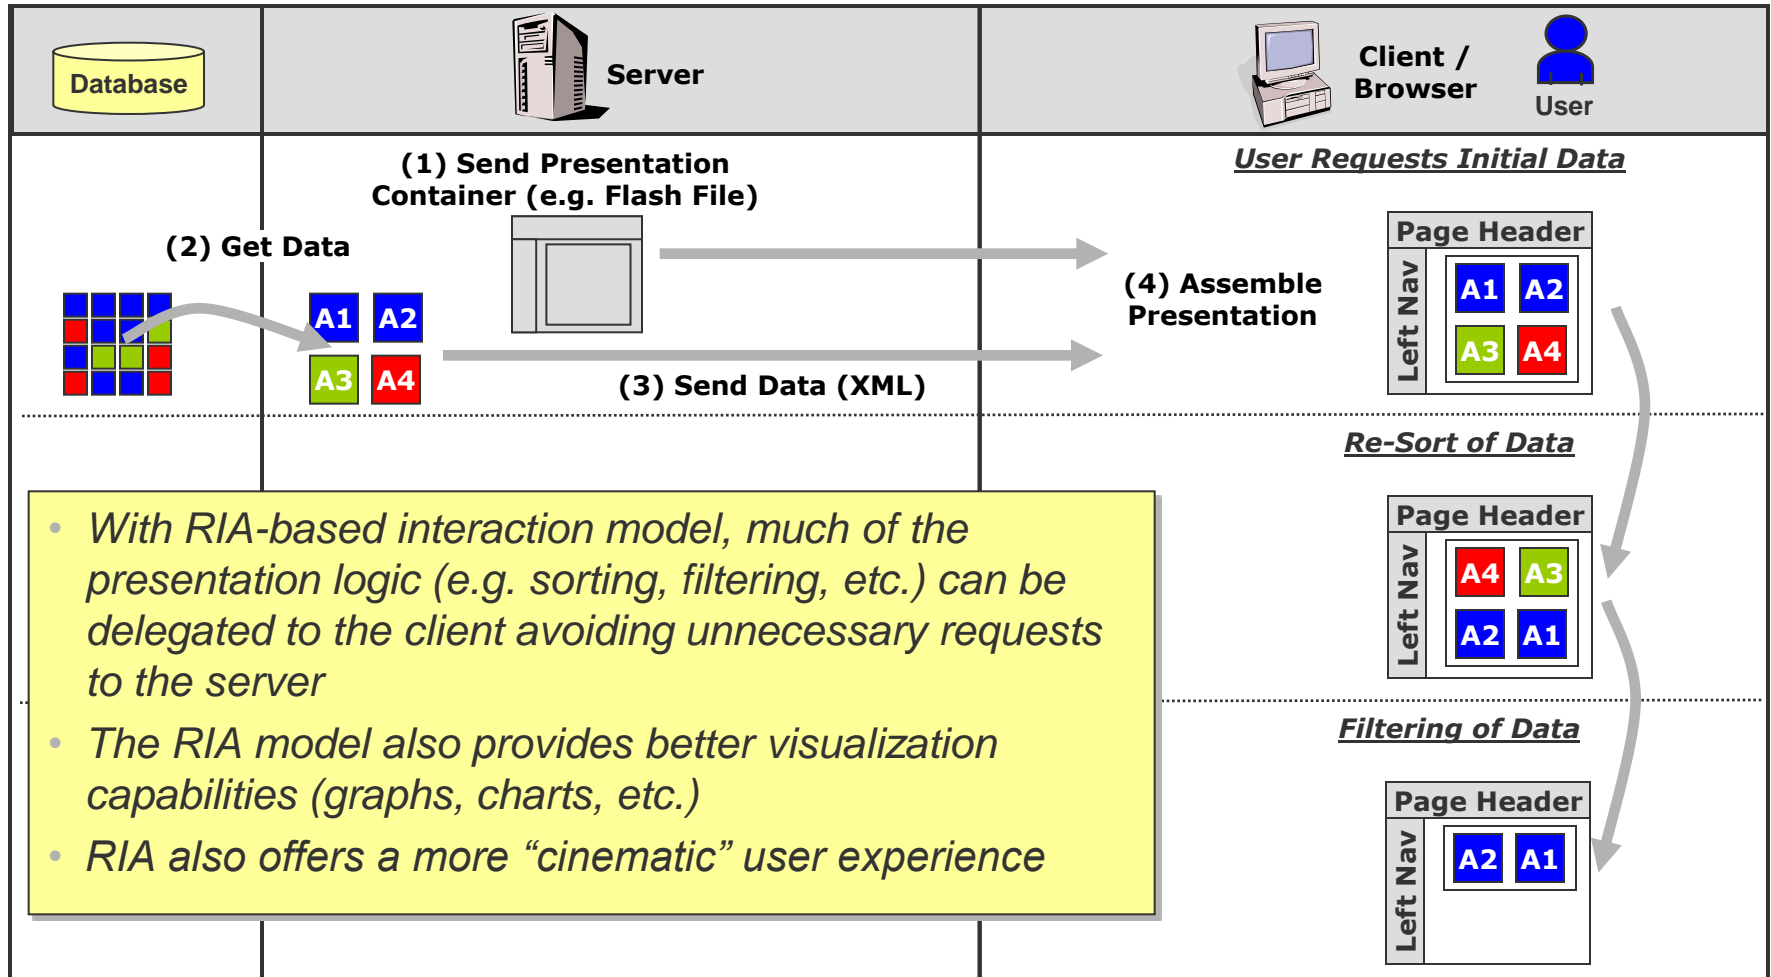 Database
Server
Client /
Browser
User
(1) Send Presentation
Container (e.g. Flash File)
User Requests Initial Data
(2) Get Data
(4) Assemble
Presentation
Page Header
Left Nav
A1 A2
A3 A4
A1 A2
A3 A4
(3) Send Data (XML)
Re-Sort of Data
Page Header
Left Nav
A4 A3
A2 A1
• With RIA-based interaction model, much of the
presentation logic (e.g. sorting, filtering, etc.) can be
delegated to the client avoiding unnecessary requests
to the server
• The RIA model also provides better visualization
capabilities (graphs, charts, etc.)
• RIA also offers a more “cinematic” user experience
Filtering of Data
Page Header
Left Nav
A2 A1